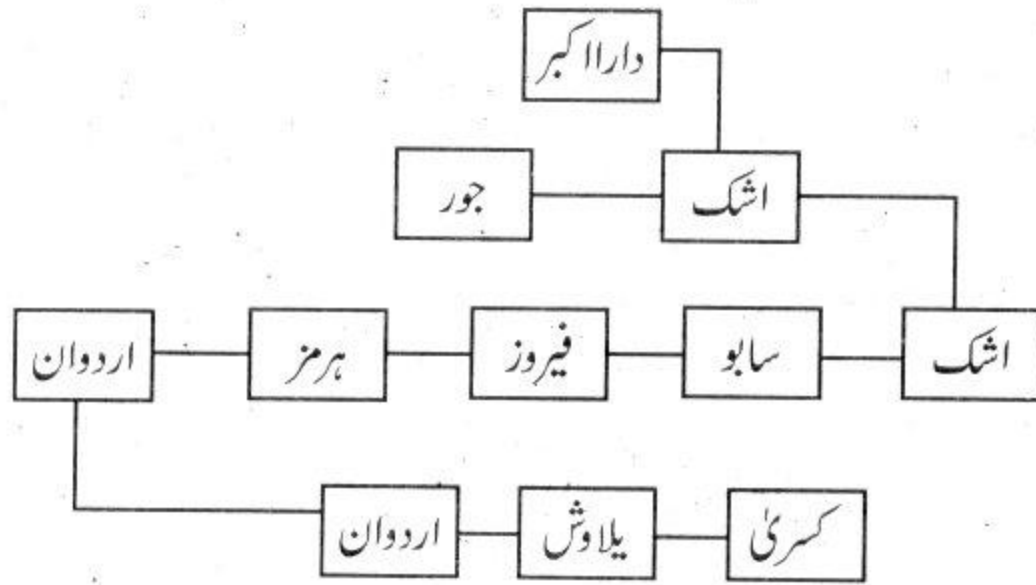 دارا اکبر
اشک
جور
اشک
سابو
فیروز
ہرمز
اردوان
کسریٰ
یلاوش
اردوان